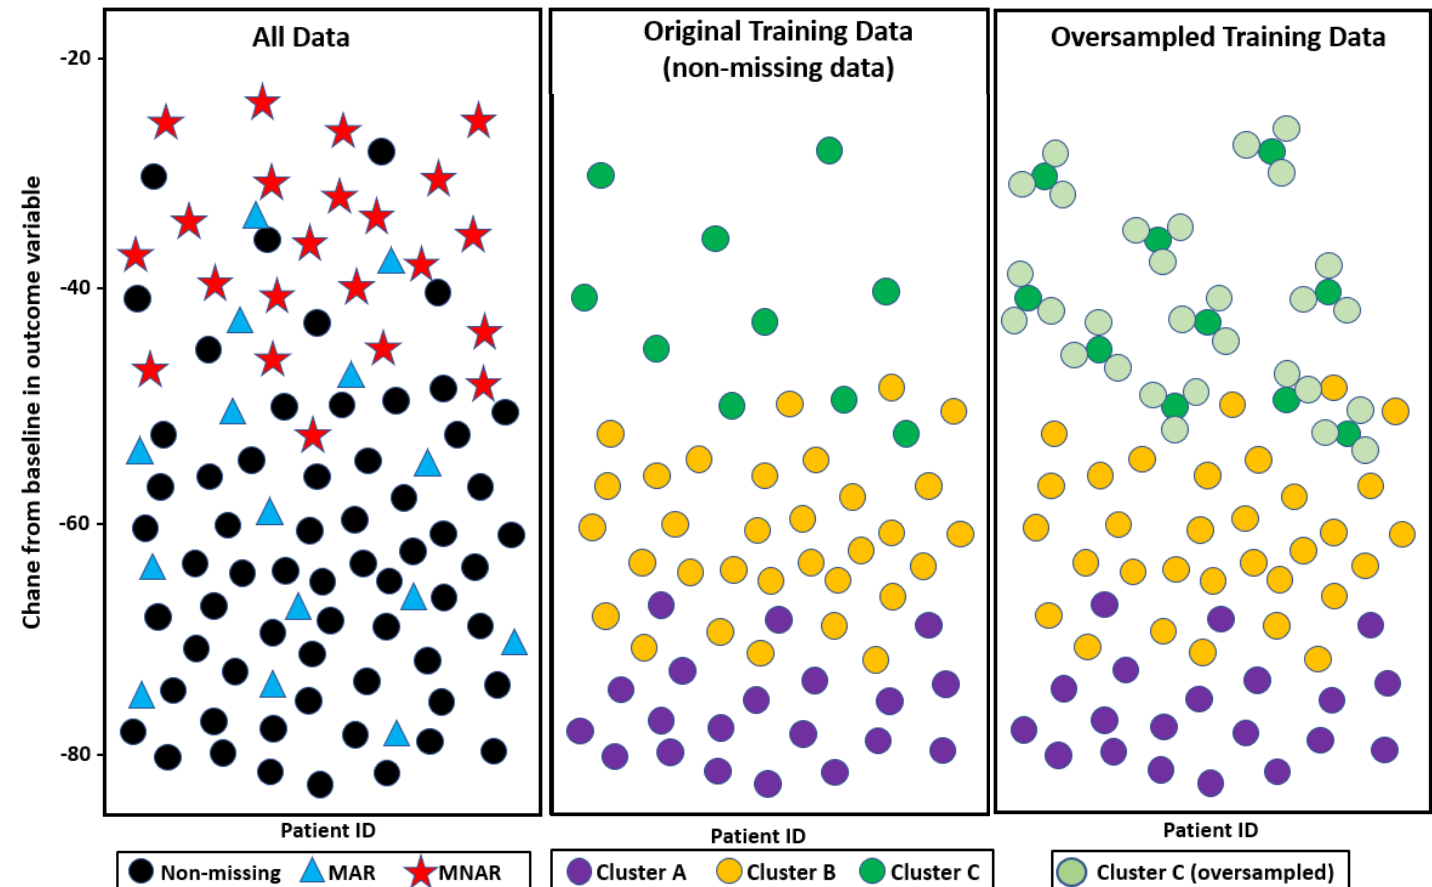 All Data
Original Training Data
(non-missing data)
Oversampled Training Data
Chane from baseline in outcome variable
-20
-40
-60
-80
Patient ID
Patient ID
Patient ID
Non-missing MAR MNAR
Cluster A Cluster B Cluster C
Cluster C (oversampled)